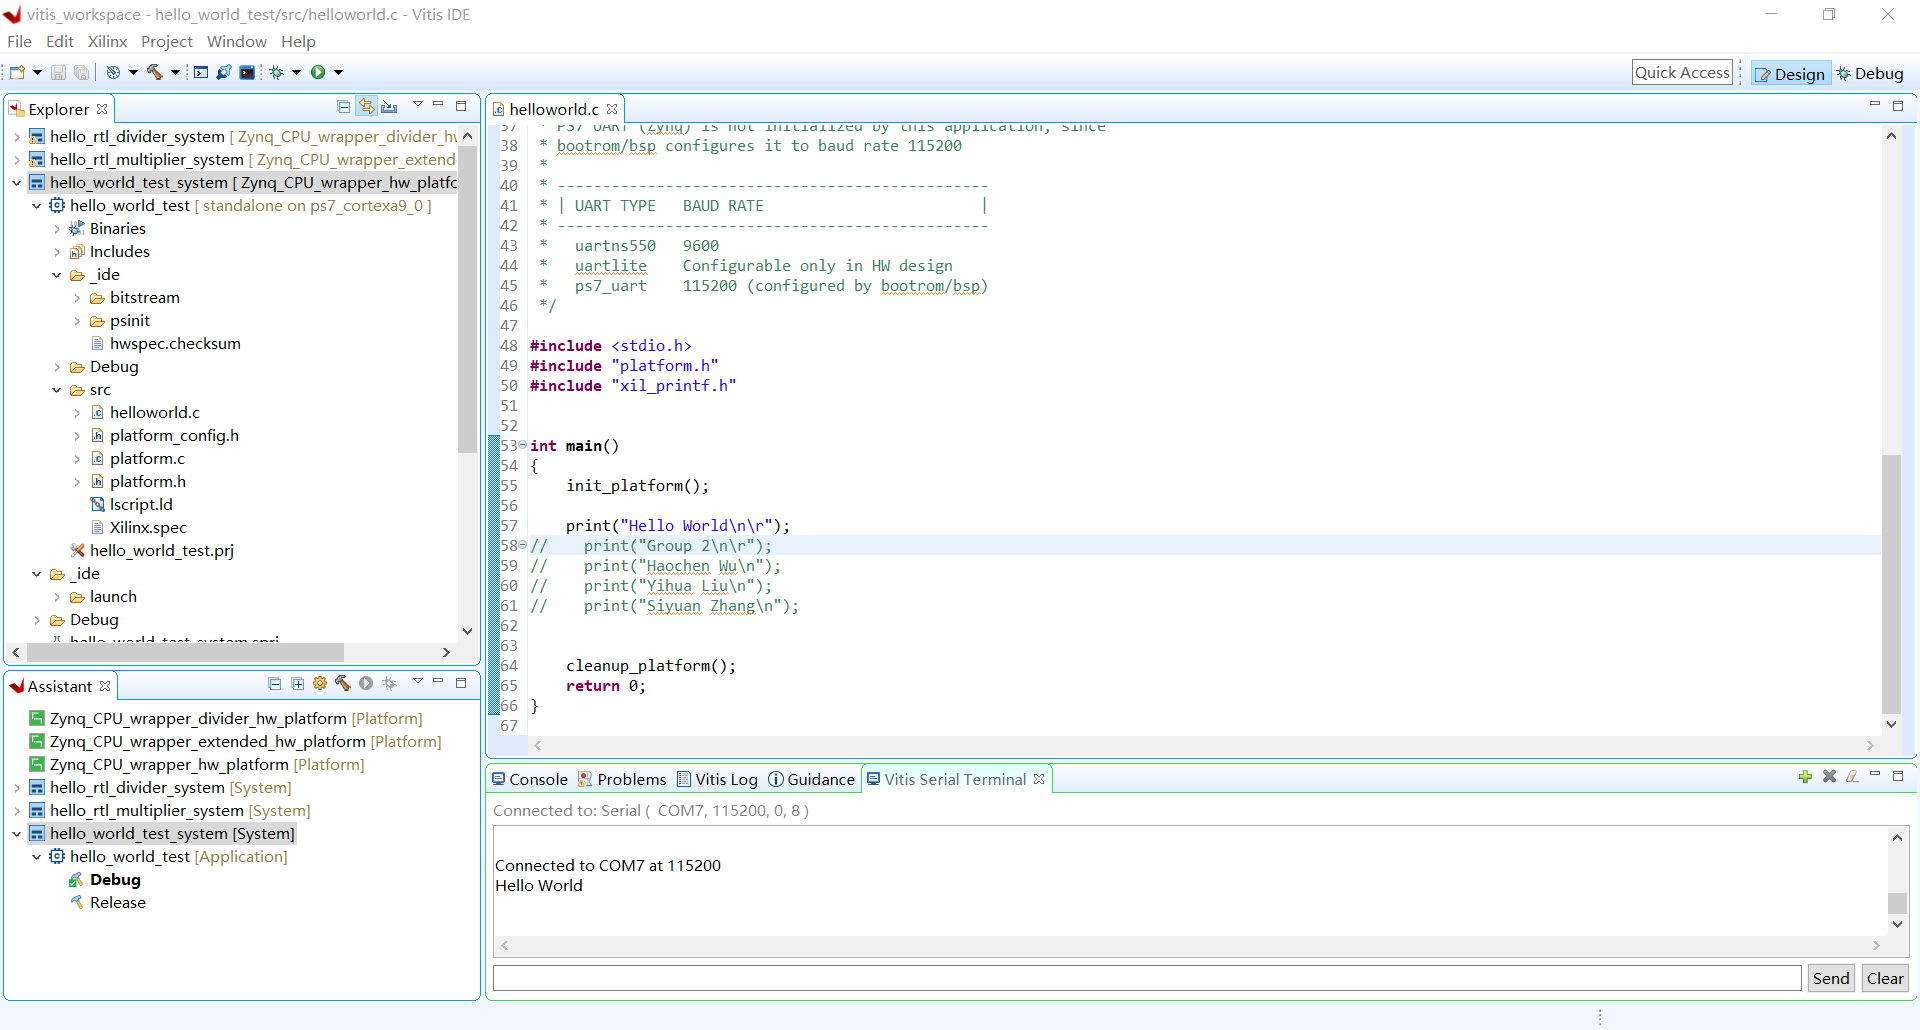 vitis_workspace - hello_world_test/src/helloworld.c - Vitis IDE
File Edit Xilinx Project Window Help
Quick Access
Design
Debug
Explorer
hello_rtl_divider_system [ Zynq_CPU_wrapper_divider_hw
hello_rtl_multiplier_system [ Zynq_CPU_wrapper_extend
hello_world_test_system [ Zynq_CPU_wrapper_hw_platfo
hello_world_test [ standalone on ps7_cortexa9_0 ]
Binaries
Includes
_ide
bitstream
psinit
hwspec.checksum
Debug
src
helloworld.c
platform_config.h
platform.c
platform.h
lscript.ld
Xilinx.spec
hello_world_test.prj
_ide
launch
Debug
hello_world_test_system.sprj
Assistant
Zynq_CPU_wrapper_divider_hw_platform [Platform]
Zynq_CPU_wrapper_extended_hw_platform [Platform]
Zynq_CPU_wrapper_hw_platform [Platform]
hello_rtl_divider_system [System]
hello_rtl_multiplier_system [System]
hello_world_test_system [System]
hello_world_test [Application]
Debug
Release
helloworld.c
37 * PS7 UART (Zynq) is not initialized by this application, since
38 * bootrom/bsp configures it to baud rate 115200
39 *
40 * ------------------------------------------------
41 * | UART TYPE   BAUD RATE                        |
42 * ------------------------------------------------
43 *   uartns550   9600
44 *   uartlite    Configurable only in HW design
45 *   ps7_uart    115200 (configured by bootrom/bsp)
46 */
47
48 #include <stdio.h>
49 #include "platform.h"
50 #include "xil_printf.h"
51
52
53 int main()
54 {
55     init_platform();
56
57     print("Hello World\n\r");
58 //    print("Group 2\n\r");
59 //    print("Haochen Wu\n");
60 //    print("Yihua Liu\n");
61 //    print("Siyuan Zhang\n");
62
63
64     cleanup_platform();
65     return 0;
66 }
67
Console Problems Vitis Log Guidance Vitis Serial Terminal
Connected to: Serial ( COM7, 115200, 0, 8 )
Connected to COM7 at 115200
Hello World
Send Clear